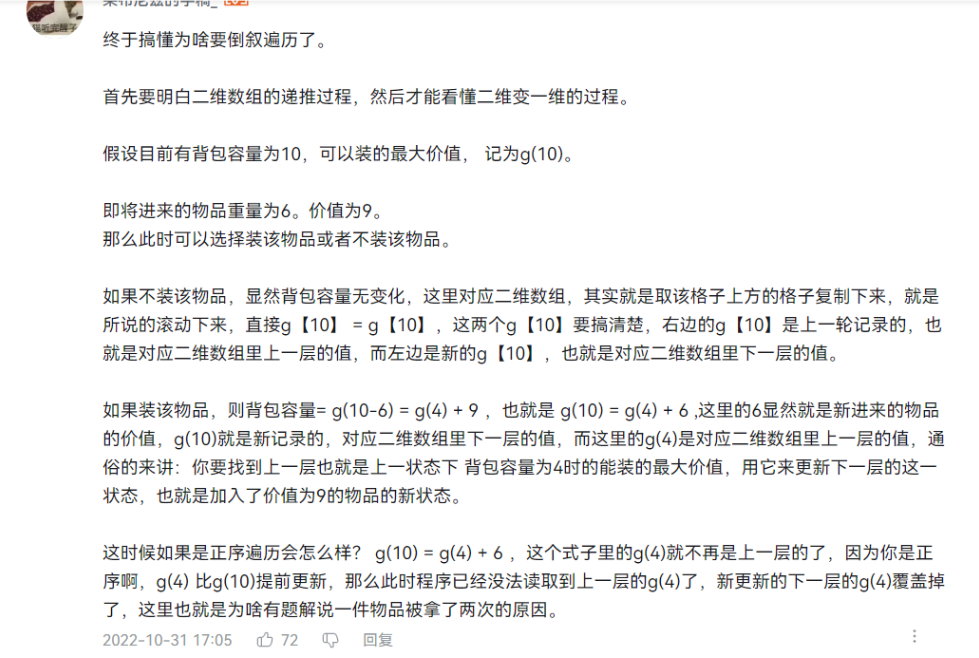 终于搞懂为啥要倒叙遍历了。
首先要明白二维数组的递推过程，然后才能看懂二维变一维的过程。
假设目前有背包容量为10，可以装的最大价值， 记为g(10)。
即将进来的物品重量为6。价值为9。
那么此时可以选择装该物品或者不装该物品。
如果不装该物品，显然背包容量无变化，这里对应二维数组，其实就是取该格子上方的格子复制下来，就是
所说的滚动下来，直接g【10】 = g【10】，这两个g【10】要搞清楚，右边的g【10】是上一轮记录的，也
就是对应二维数组里上一层的值，而左边是新的g【10】，也就是对应二维数组里下一层的值。
如果装该物品，则背包容量= g(10-6) = g(4) + 9 ，也就是 g(10) = g(4) + 6 ,这里的6显然就是新进来的物品
的价值，g(10)就是新记录的，对应二维数组里下一层的值，而这里的g(4)是对应二维数组里上一层的值，通
俗的来讲：你要找到上一层也就是上一状态下 背包容量为4时的能装的最大价值，用它来更新下一层的这一
状态，也就是加入了价值为9的物品的新状态。
这时候如果是正序遍历会怎么样？ g(10) = g(4) + 6 ，这个式子里的g(4)就不再是上一层的了，因为你是正
序啊，g(4) 比g(10)提前更新，那么此时程序已经没法读取到上一层的g(4)了，新更新的下一层的g(4)覆盖掉
了，这里也就是为啥有题解说一件物品被拿了两次的原因。
2022-10-31 17:05 72 回复